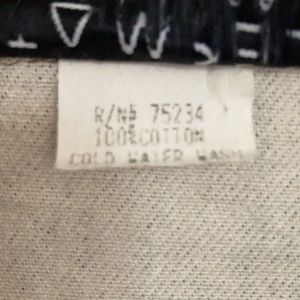 R/N# 75234
100%COTTON
COLD WATER WASH